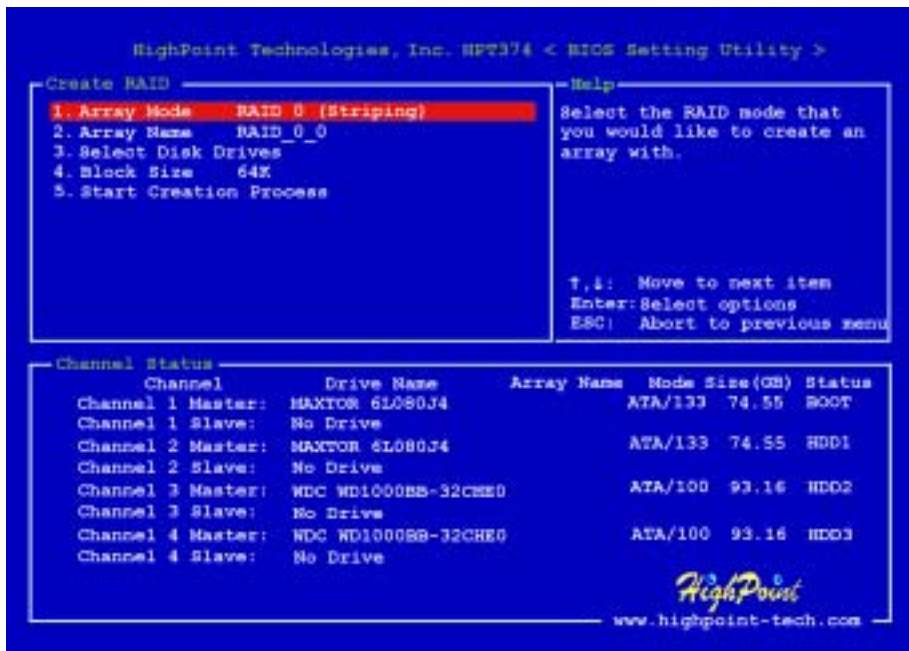 HighPoint Technologies, Inc. HPT374 < BIOS Setting Utility >
Create RAID
1. Array Mode RAID 0 (Striping)
2. Array Name RAID_0_0
3. Select Disk Drives
4. Block Size 64K
5. Start Creation Process
Help
Select the RAID mode that
you would like to create an
array with.
↑,↓: Move to next item
Enter: Select options
ESC: Abort to previous menu
Channel Status
Channel Drive Name Array Name Mode Size(GB) Status
Channel 1 Master: MAXTOR 6L080J4 ATA/133 74.55 BOOT
Channel 1 Slave: No Drive
Channel 2 Master: MAXTOR 6L080J4 ATA/133 74.55 HDD1
Channel 2 Slave: No Drive
Channel 3 Master: WDC WD1000BB-32CHE0 ATA/100 93.16 HDD2
Channel 3 Slave: No Drive
Channel 4 Master: WDC WD1000BB-32CHE0 ATA/100 93.16 HDD3
Channel 4 Slave: No Drive
HighPoint
www.highpoint-tech.com